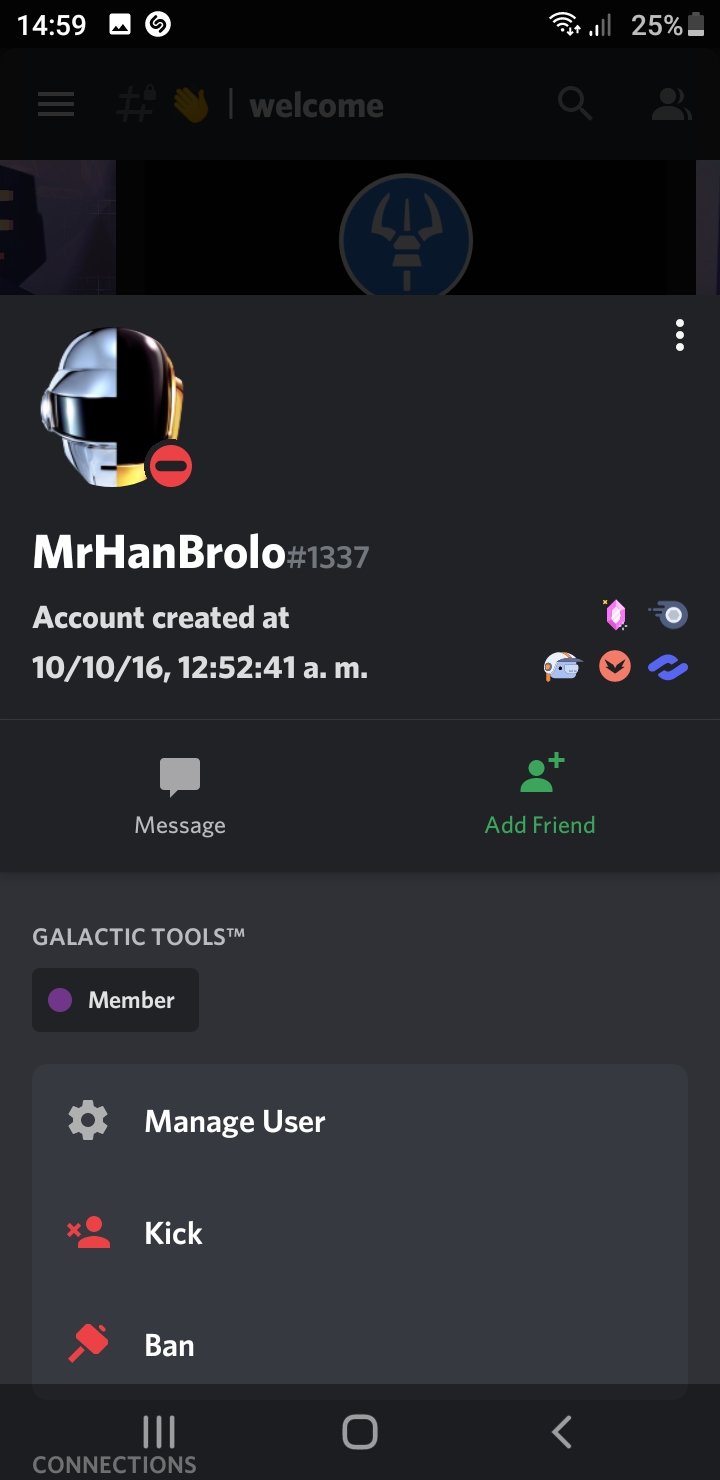 14:59
25%
# 👋 | welcome
MrHanBrolo#1337
Account created at
10/10/16, 12:52:41 a. m.
Message
Add Friend
GALACTIC TOOLS™
Member
Manage User
Kick
Ban
CONNECTIONS